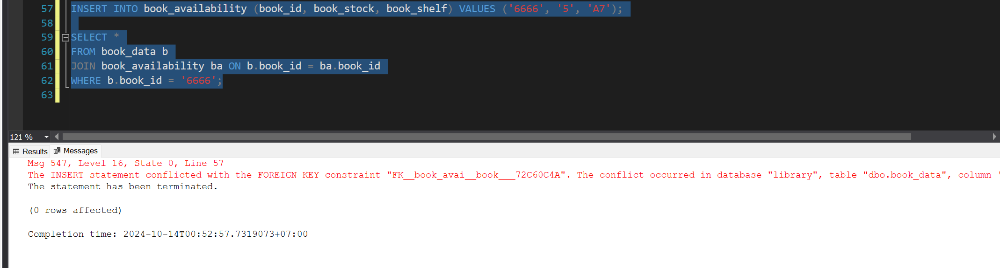 57 INSERT INTO book_availability (book_id, book_stock, book_shelf) VALUES ('6666', '5', 'A7');
58
59 SELECT *
60 FROM book_data b
61 JOIN book_availability ba ON b.book_id = ba.book_id
62 WHERE b.book_id = '6666';
63
121 %
Results Messages
Msg 547, Level 16, State 0, Line 57
The INSERT statement conflicted with the FOREIGN KEY constraint "FK__book_avai__book___72C60C4A". The conflict occurred in database "library", table "dbo.book_data", column '
The statement has been terminated.
(0 rows affected)
Completion time: 2024-10-14T00:52:57.7319073+07:00